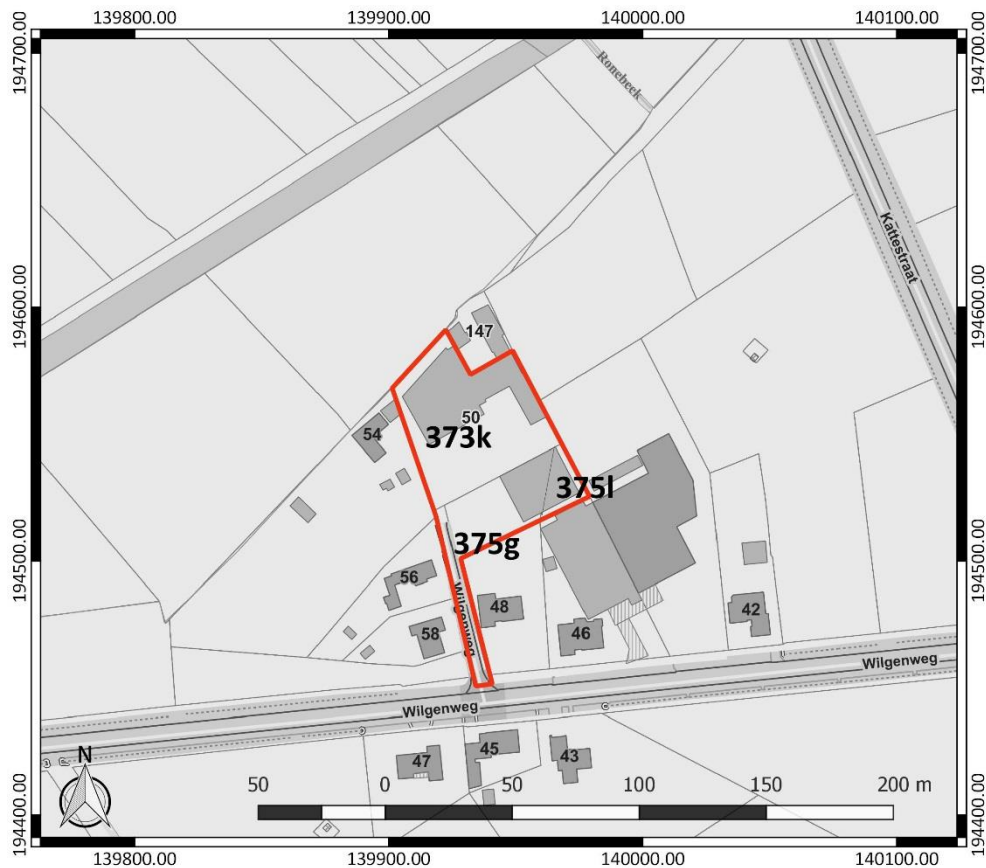 139800.00 139900.00 140000.00 140100.00
194700.00 194700.00
Ronebeek
Kattestraat
194600.00 194600.00
147
50
54
373k
375l
375g
194500.00 194500.00
56
Wilgenweg
48
58
46
42
Wilgenweg
Wilgenweg
N
47
45
43
50 0 50 100 150 200 m
194400.00 194400.00
139800.00 139900.00 140000.00 140100.00